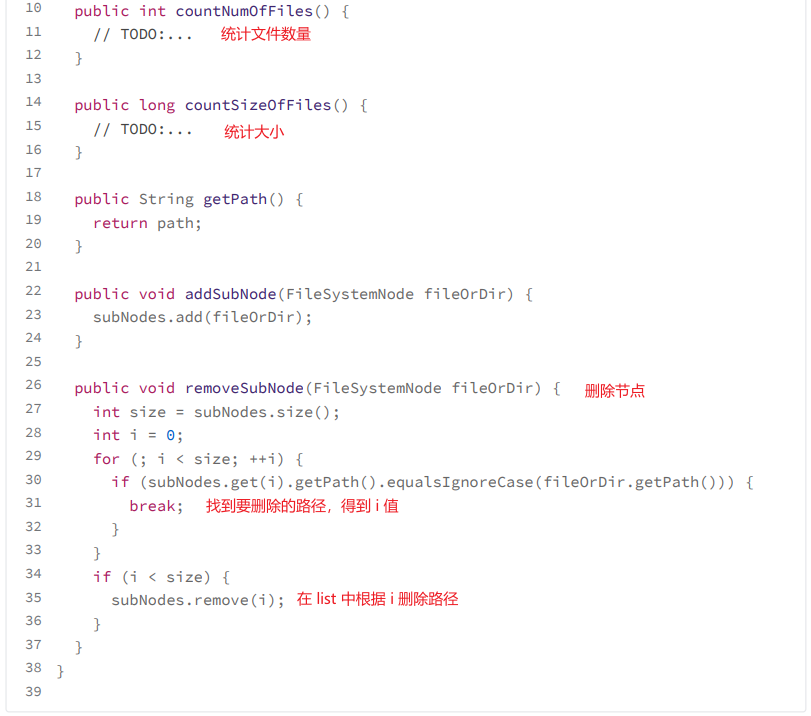 10 public int countNumOfFiles() {
11 // TODO:... 统计文件数量
12 }
13
14 public long countSizeOfFiles() {
15 // TODO:... 统计大小
16 }
17
18 public String getPath() {
19 return path;
20 }
21
22 public void addSubNode(FileSystemNode fileOrDir) {
23 subNodes.add(fileOrDir);
24 }
25
26 public void removeSubNode(FileSystemNode fileOrDir) { 删除节点
27 int size = subNodes.size();
28 int i = 0;
29 for (; i < size; ++i) {
30 if (subNodes.get(i).getPath().equalsIgnoreCase(fileOrDir.getPath())) {
31 break; 找到要删除的路径，得到 i 值
32 }
33 }
34 if (i < size) {
35 subNodes.remove(i); 在 list 中根据 i 删除路径
36 }
37 }
38 }
39